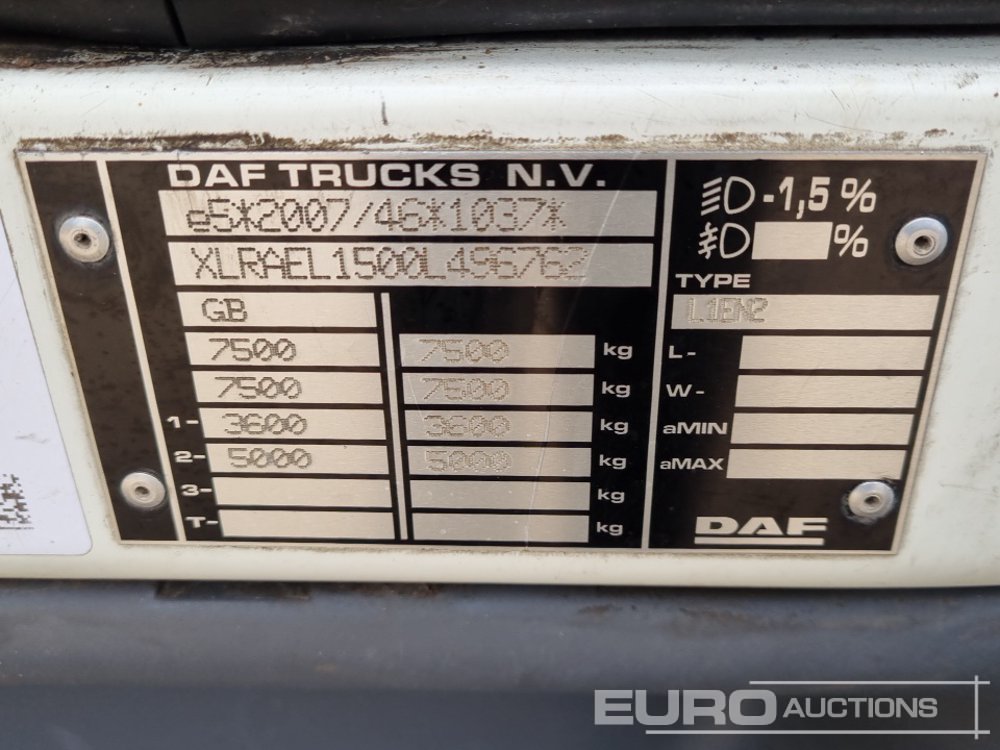 DAF TRUCKS N.V.
e5*2007/46*1037*
XLRAEL1500L496762
GB
7500 7500 kg
7500 7500 kg
1- 3600 3600 kg
2- 5000 5000 kg
3- kg
T- kg
-1,5 %
%
TYPE
L1EN2
L-
W-
aMIN
aMAX
DAF
EURO AUCTIONS